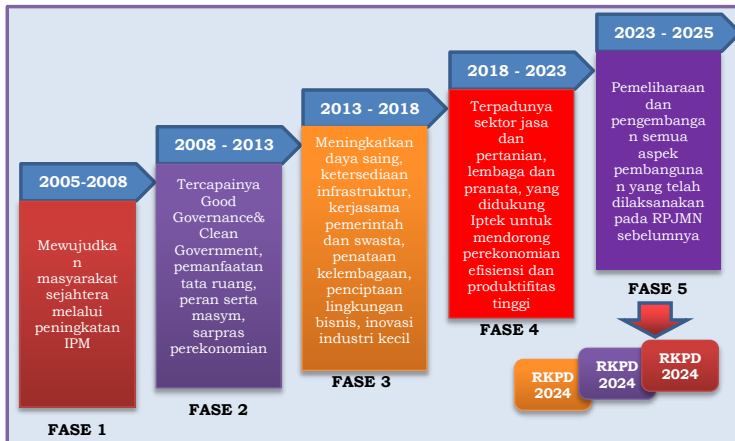 2005-2008
Mewujudka
n
masyarakat
sejahtera
melalui
peningkatan
IPM
FASE 1
2008 - 2013
Tercapainya
Good
Governance&
Clean
Government,
pemanfaatan
tata ruang,
peran serta
masym,
sarpras
perekonomian
FASE 2
2013 - 2018
Meningkatkan
daya saing,
ketersediaan
infrastruktur,
kerjasama
pemerintah
dan swasta,
penataan
kelembagaan,
penciptaan
lingkungan
bisnis, inovasi
industri kecil
FASE 3
2018 - 2023
Terpadunya
sektor jasa
dan
pertanian,
lembaga dan
pranata, yang
didukung
Iptek untuk
mendorong
perekonomian
efisiensi dan
produktifitas
tinggi
FASE 4
2023 - 2025
Pemeliharaan
dan
pengembanga
n semua
aspek
pembanguna
n yang telah
dilaksanakan
pada RPJMN
sebelumnya
FASE 5
RKPD
2024
RKPD
2024
RKPD
2024